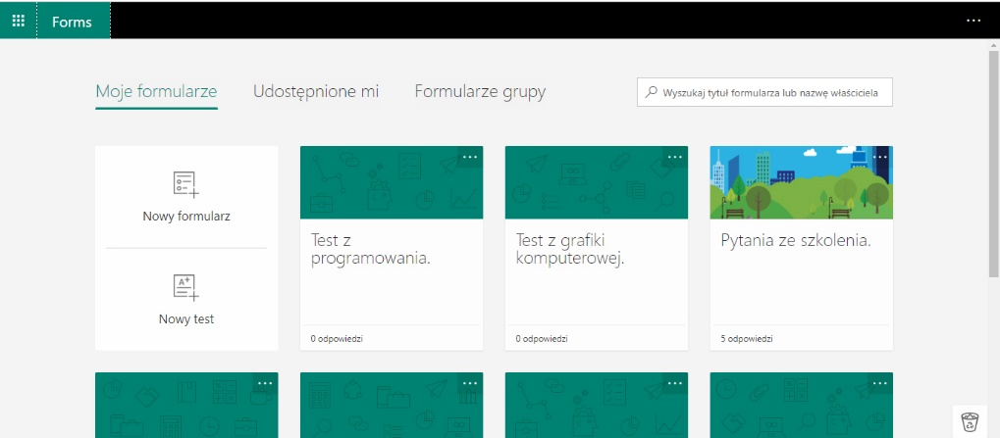 Forms
Moje formularze
Udostępnione mi
Formularze grupy
Wyszukaj tytuł formularza lub nazwę właściciela
Nowy formularz
A+
Nowy test
Test z
programowania.
0 odpowiedzi
Test z grafiki
komputerowej.
0 odpowiedzi
Pytania ze szkolenia.
5 odpowiedzi